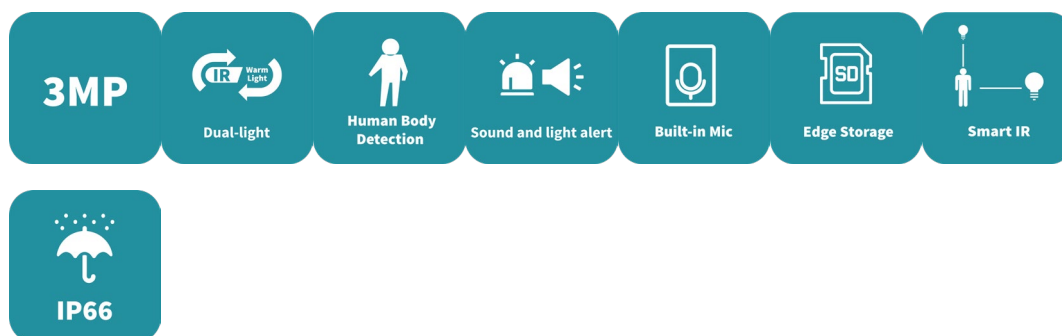 3MP
IR
Warm
Light
Dual-light
Human Body
Detection
Sound and light alert
Built-in Mic
SD
Edge Storage
Smart IR
IP66